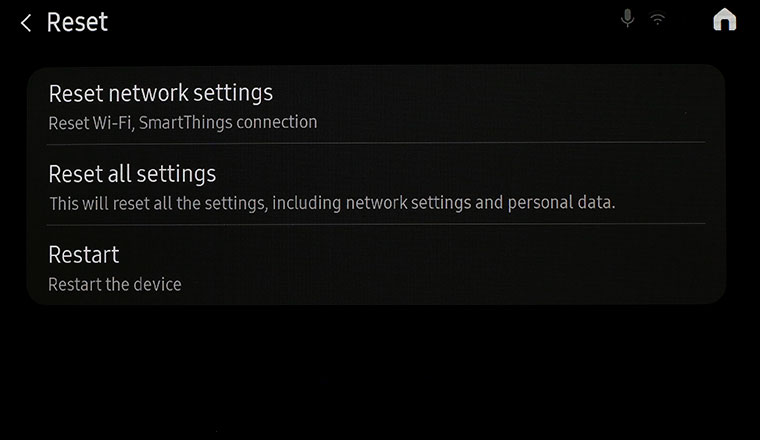 Reset
Reset network settings
Reset Wi-Fi, SmartThings connection
Reset all settings
This will reset all the settings, including network settings and personal data.
Restart
Restart the device